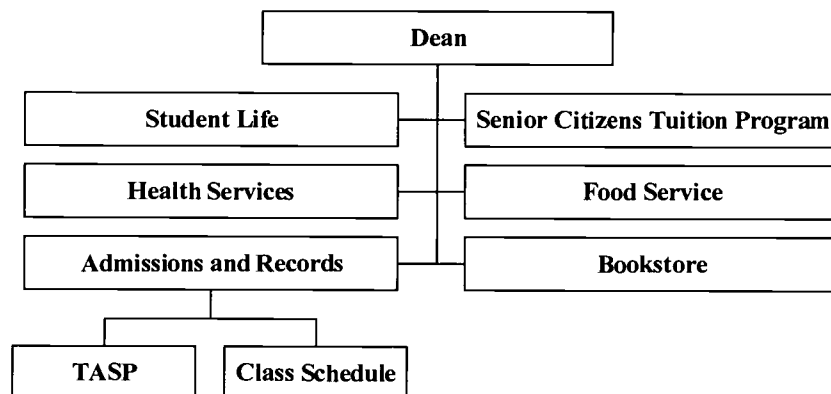 Dean
Student Life
Senior Citizens Tuition Program
Health Services
Food Service
Admissions and Records
Bookstore
TASP
Class Schedule